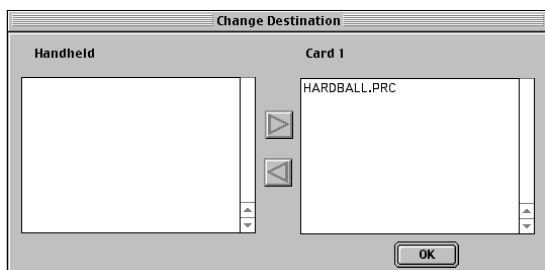 Change Destination
Handheld
Card 1
HARDBALL.PRC
OK